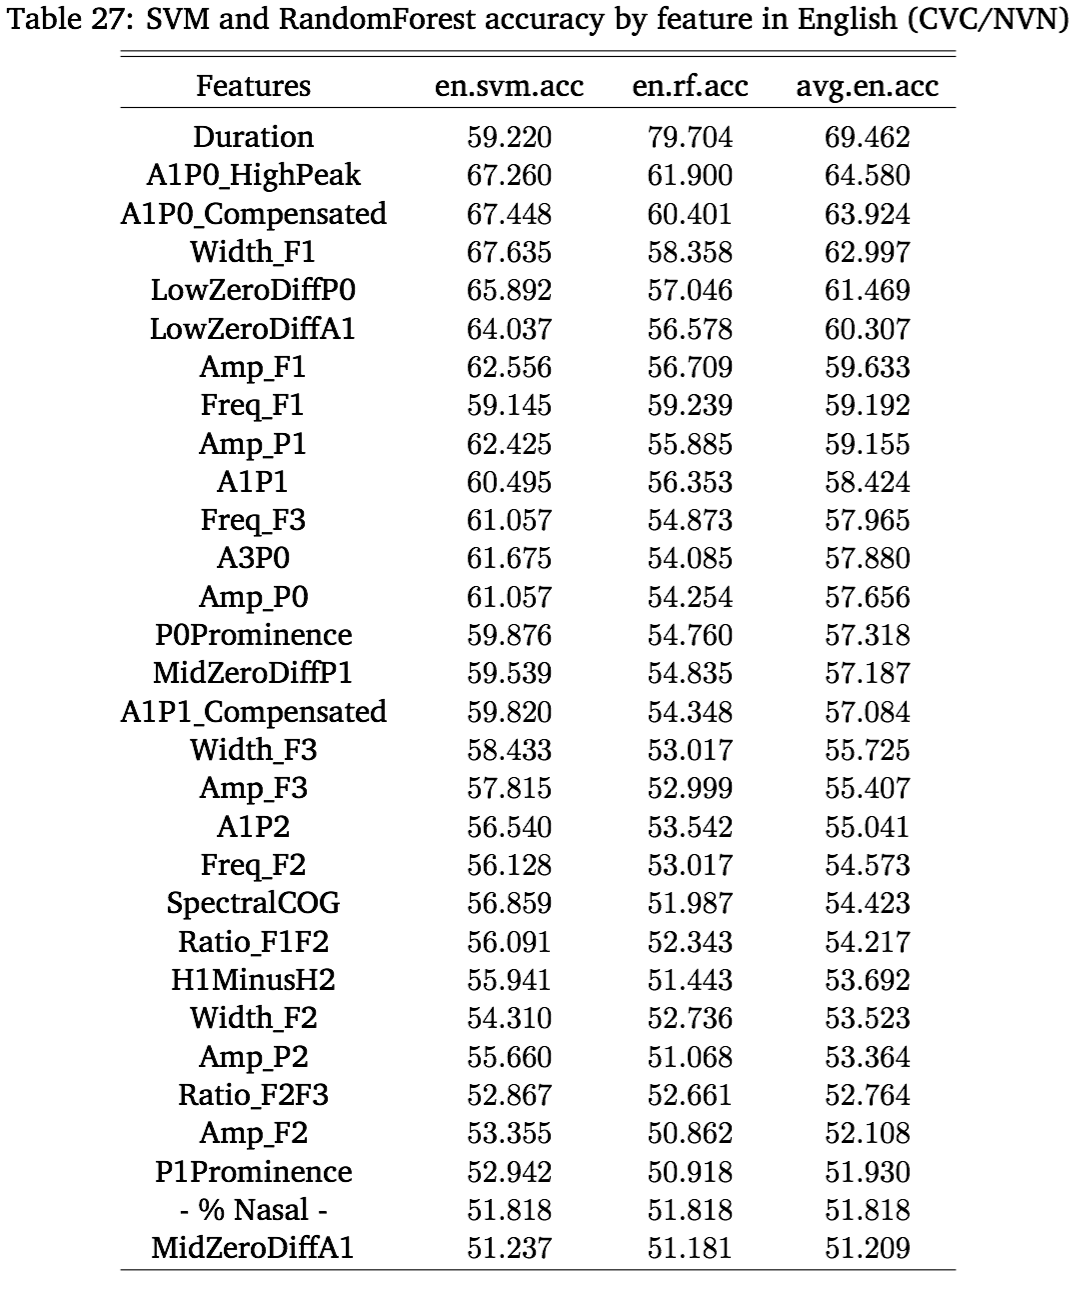 Table 27: SVM and RandomForest accuracy by feature in English (CVC/NVN)
Features en.svm.acc en.rf.acc avg.en.acc
Duration 59.220 79.704 69.462
A1P0_HighPeak 67.260 61.900 64.580
A1P0_Compensated 67.448 60.401 63.924
Width_F1 67.635 58.358 62.997
LowZeroDiffP0 65.892 57.046 61.469
LowZeroDiffA1 64.037 56.578 60.307
Amp_F1 62.556 56.709 59.633
Freq_F1 59.145 59.239 59.192
Amp_P1 62.425 55.885 59.155
A1P1 60.495 56.353 58.424
Freq_F3 61.057 54.873 57.965
A3P0 61.675 54.085 57.880
Amp_P0 61.057 54.254 57.656
P0Prominence 59.876 54.760 57.318
MidZeroDiffP1 59.539 54.835 57.187
A1P1_Compensated 59.820 54.348 57.084
Width_F3 58.433 53.017 55.725
Amp_F3 57.815 52.999 55.407
A1P2 56.540 53.542 55.041
Freq_F2 56.128 53.017 54.573
SpectralCOG 56.859 51.987 54.423
Ratio_F1F2 56.091 52.343 54.217
H1MinusH2 55.941 51.443 53.692
Width_F2 54.310 52.736 53.523
Amp_P2 55.660 51.068 53.364
Ratio_F2F3 52.867 52.661 52.764
Amp_F2 53.355 50.862 52.108
P1Prominence 52.942 50.918 51.930
- % Nasal - 51.818 51.818 51.818
MidZeroDiffA1 51.237 51.181 51.209